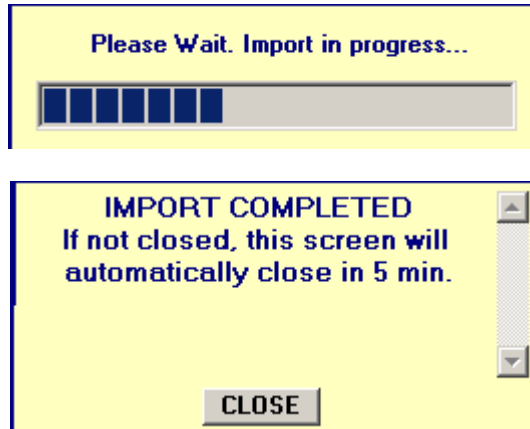 Please Wait. Import in progress...
IMPORT COMPLETED
If not closed, this screen will
automatically close in 5 min.
CLOSE